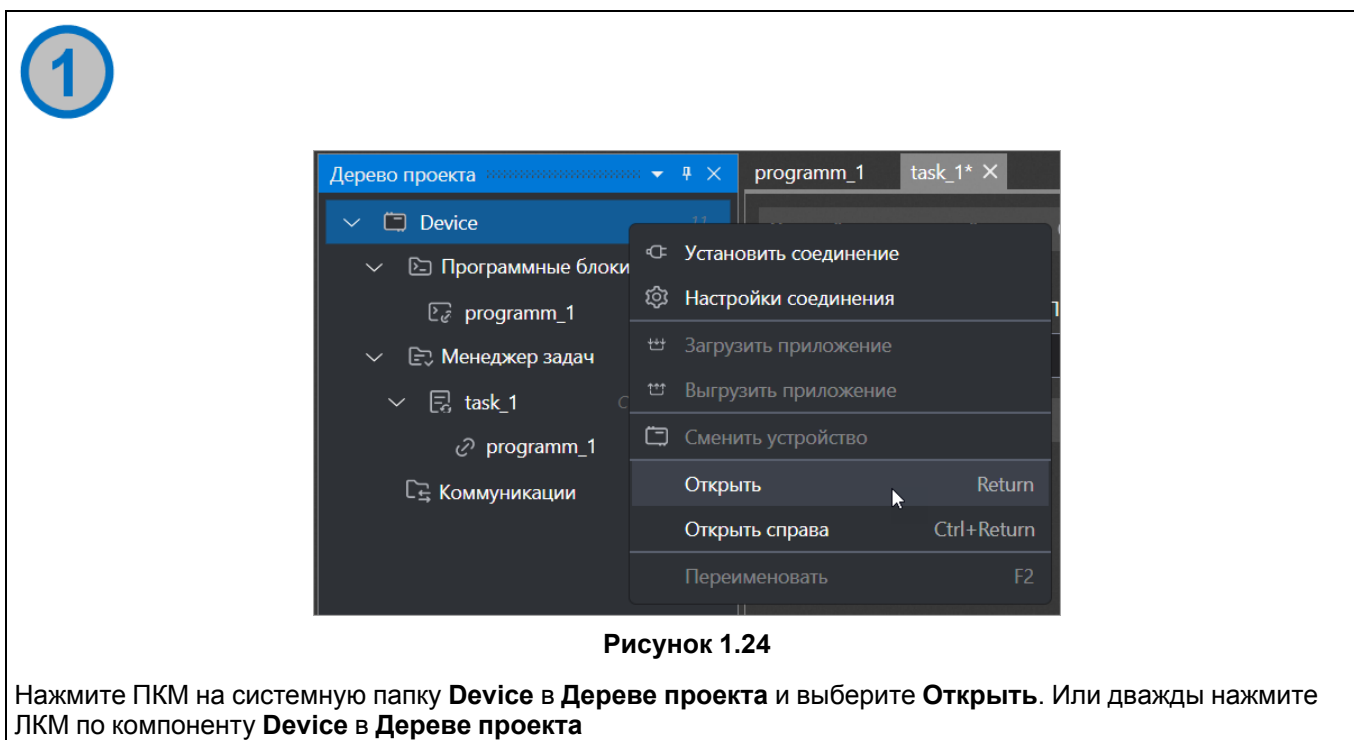 1
Дерево проекта
programm_1
task_1*
Device
Программные блоки
programm_1
Менеджер задач
task_1
programm_1
Коммуникации
Установить соединение
Настройки соединения
Загрузить приложение
Выгрузить приложение
Сменить устройство
Открыть Return
Открыть справа Ctrl+Return
Переименовать F2
Рисунок 1.24
Нажмите ПКМ на системную папку Device в Дереве проекта и выберите Открыть. Или дважды нажмите
ЛКМ по компоненту Device в Дереве проекта